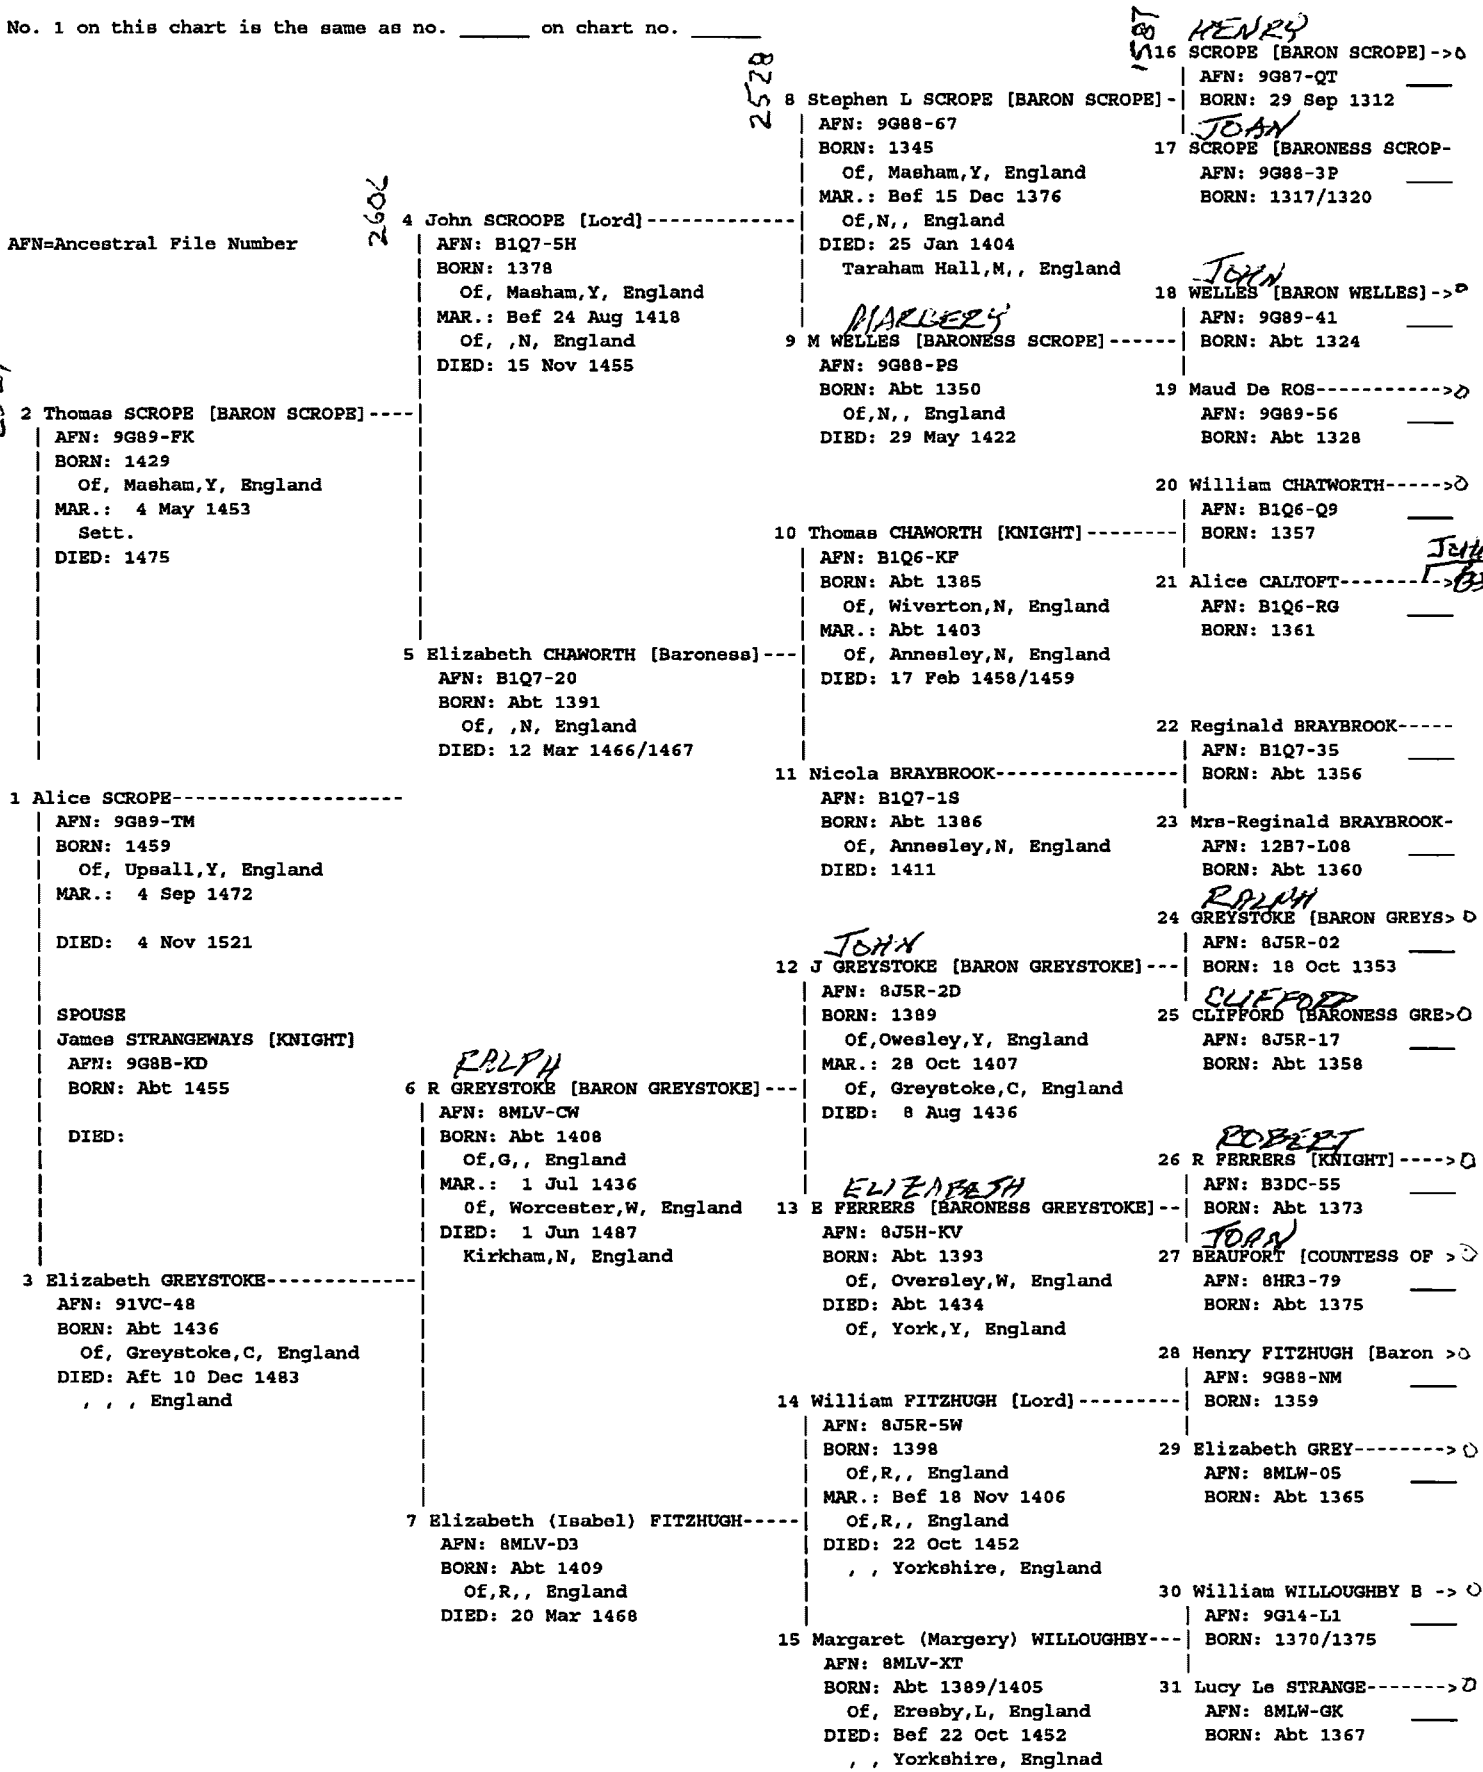 No. 1 on this chart is the same as no. _____ on chart no. _____
AFN=Ancestral File Number
1 Alice SCROPE-------------------
AFN: 9G89-TM
BORN: 1459
Of, Upsall,Y, England
MAR.: 4 Sep 1472
DIED: 4 Nov 1521
SPOUSE
James STRANGEWAYS [KNIGHT]
AFN: 9G8B-KD
BORN: Abt 1455
DIED:
2 Thomas SCROPE [BARON SCROPE]----
AFN: 9G89-FK
BORN: 1429
Of, Masham,Y, England
MAR.: 4 May 1453
Sett.
DIED: 1475
3 Elizabeth GREYSTOKE-------------
AFN: 91VC-48
BORN: Abt 1436
Of, Greystoke,C, England
DIED: Aft 10 Dec 1483
, , , England
2606
4 John SCROOPE [Lord]-------------
AFN: B1Q7-5H
BORN: 1378
Of, Masham,Y, England
MAR.: Bef 24 Aug 1418
Of, ,N, England
DIED: 15 Nov 1455
5 Elizabeth CHAWORTH [Baroness]---
AFN: B1Q7-20
BORN: Abt 1391
Of, ,N, England
DIED: 12 Mar 1466/1467
RALPH
6 R GREYSTOKE [BARON GREYSTOKE]---
AFN: 8MLV-CW
BORN: Abt 1408
Of,G,, England
MAR.: 1 Jul 1436
Of, Worcester,W, England
DIED: 1 Jun 1487
Kirkham,N, England
7 Elizabeth (Isabel) FITZHUGH-----
AFN: 8MLV-D3
BORN: Abt 1409
Of,R,, England
DIED: 20 Mar 1468
2528
8 Stephen L SCROPE [BARON SCROPE]-
AFN: 9G88-67
BORN: 1345
Of, Masham,Y, England
MAR.: Bef 15 Dec 1376
Of,N,, England
DIED: 25 Jan 1404
Taraham Hall,M,, England
MARGERY
9 M WELLES [BARONESS SCROPE]------
AFN: 9G88-PS
BORN: Abt 1350
Of,N,, England
DIED: 29 May 1422
10 Thomas CHAWORTH [KNIGHT]--------
AFN: B1Q6-KF
BORN: Abt 1385
Of, Wiverton,N, England
MAR.: Abt 1403
Of, Annesley,N, England
DIED: 17 Feb 1458/1459
11 Nicola BRAYBROOK----------------
AFN: B1Q7-1S
BORN: Abt 1386
Of, Annesley,N, England
DIED: 1411
JOHN
12 J GREYSTOKE [BARON GREYSTOKE]---
AFN: 8J5R-2D
BORN: 1389
Of,Owesley,Y, England
MAR.: 28 Oct 1407
Of, Greystoke,C, England
DIED: 8 Aug 1436
ELIZABETH
13 E FERRERS [BARONESS GREYSTOKE]--
AFN: 8J5H-KV
BORN: Abt 1393
Of, Oversley,W, England
DIED: Abt 1434
Of, York,Y, England
14 William FITZHUGH [Lord]---------
AFN: 8J5R-5W
BORN: 1398
Of,R,, England
MAR.: Bef 18 Nov 1406
Of,R,, England
DIED: 22 Oct 1452
, , Yorkshire, England
15 Margaret (Margery) WILLOUGHBY---
AFN: 8MLV-XT
BORN: Abt 1389/1405
Of, Eresby,L, England
DIED: Bef 22 Oct 1452
, , Yorkshire, Englnad
1587
HENRY
16 SCROPE [BARON SCROPE]->
AFN: 9G87-QT
BORN: 29 Sep 1312
JOAN
17 SCROPE [BARONESS SCROP-
AFN: 9G88-3P
BORN: 1317/1320
JOHN
18 WELLES [BARON WELLES]->
AFN: 9G89-41
BORN: Abt 1324
19 Maud De ROS----------->
AFN: 9G89-56
BORN: Abt 1328
20 William CHATWORTH----->
AFN: B1Q6-Q9
BORN: 1357
21 Alice CALTOFT--------->
AFN: B1Q6-RG
BORN: 1361
22 Reginald BRAYBROOK-----
AFN: B1Q7-35
BORN: Abt 1356
23 Mrs-Reginald BRAYBROOK-
AFN: 12B7-L08
BORN: Abt 1360
RALPH
24 GREYSTOKE [BARON GREYS>
AFN: 8J5R-02
BORN: 18 Oct 1353
CLIFFORD
25 CLIFFORD [BARONESS GRE>
AFN: 8J5R-17
BORN: Abt 1358
ROBERT
26 R FERRERS [KNIGHT]---->
AFN: B3DC-55
BORN: Abt 1373
JOAN
27 BEAUFORT [COUNTESS OF >
AFN: 8HR3-79
BORN: Abt 1375
28 Henry FITZHUGH [Baron >
AFN: 9G88-NM
BORN: 1359
29 Elizabeth GREY-------->
AFN: 8MLW-05
BORN: Abt 1365
30 William WILLOUGHBY B ->
AFN: 9G14-L1
BORN: 1370/1375
31 Lucy Le STRANGE------->
AFN: 8MLW-GK
BORN: Abt 1367